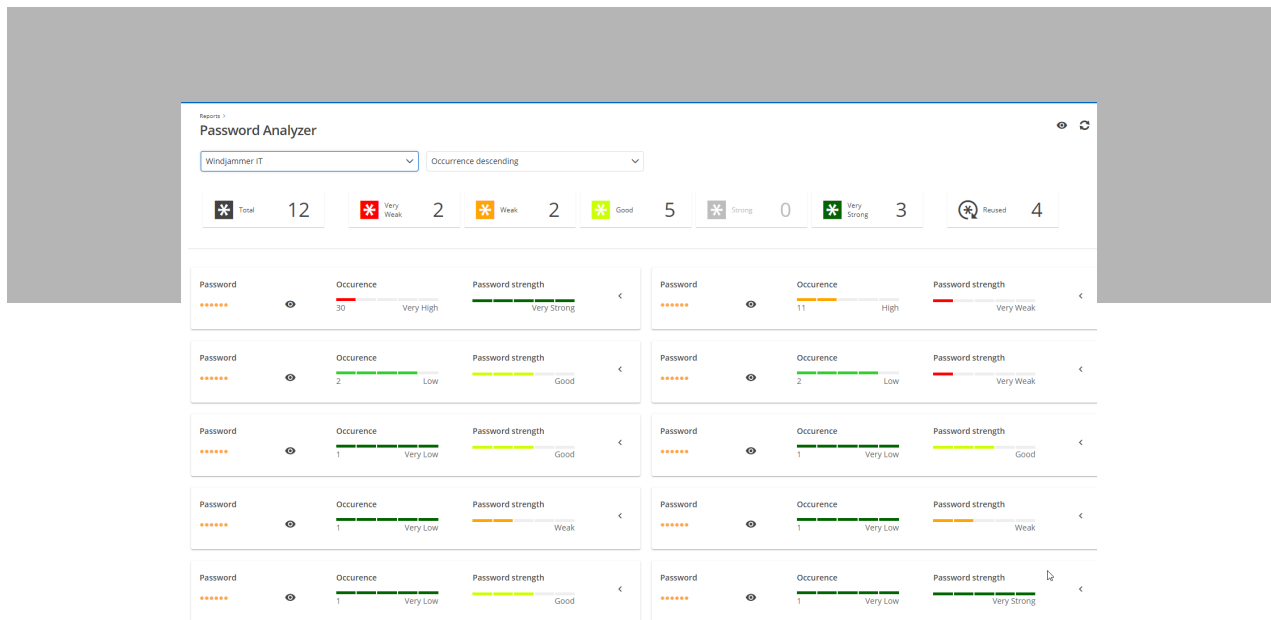 Reports >
Password Analyzer
Windjammer IT
Occurrence descending
Total 12
Very Weak 2
Weak 2
Good 5
Strong 0
Very Strong 3
Reused 4
Password Occurence Password strength
30 Very High Very Strong
Password Occurence Password strength
11 High Very Weak
Password Occurence Password strength
2 Low Good
Password Occurence Password strength
2 Low Very Weak
Password Occurence Password strength
1 Very Low Good
Password Occurence Password strength
1 Very Low Good
Password Occurence Password strength
1 Very Low Weak
Password Occurence Password strength
1 Very Low Weak
Password Occurence Password strength
1 Very Low Good
Password Occurence Password strength
1 Very Low Very Strong